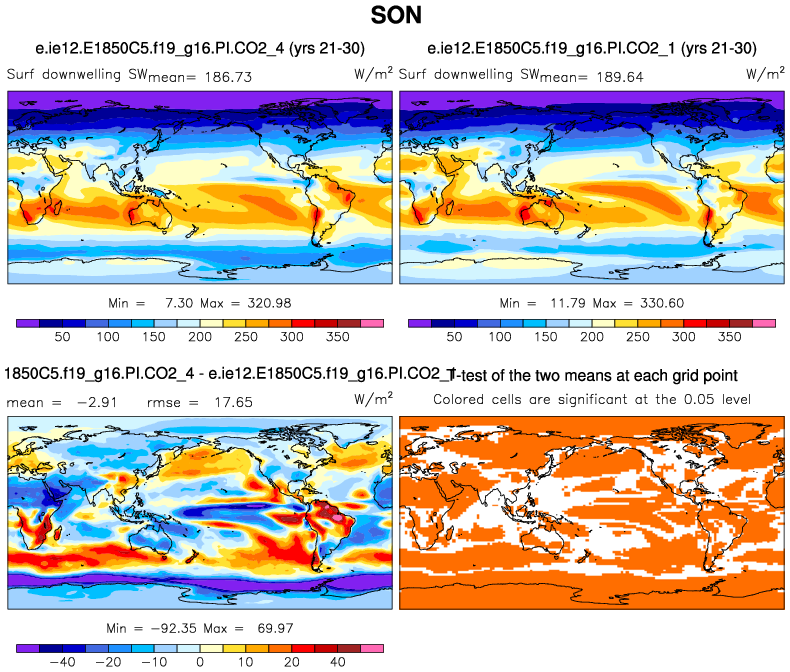 SON
e.ie12.E1850C5.f19_g16.PI.CO2_4 (yrs 21-30)
e.ie12.E1850C5.f19_g16.PI.CO2_1 (yrs 21-30)
Surf downwelling SW mean= 186.73 W/m²
Surf downwelling SW mean= 189.64 W/m²
Min = 7.30 Max = 320.98
Min = 11.79 Max = 330.60
50 100 150 200 250 300 350
50 100 150 200 250 300 350
1850C5.f19_g16.PI.CO2_4 - e.ie12.E1850C5.f19_g16.PI.CO2_1
T-test of the two means at each grid point
mean = −2.91 rmse = 17.65 W/m²
Colored cells are significant at the 0.05 level
Min = −92.35 Max = 69.97
−40 −20 −10 0 10 20 40